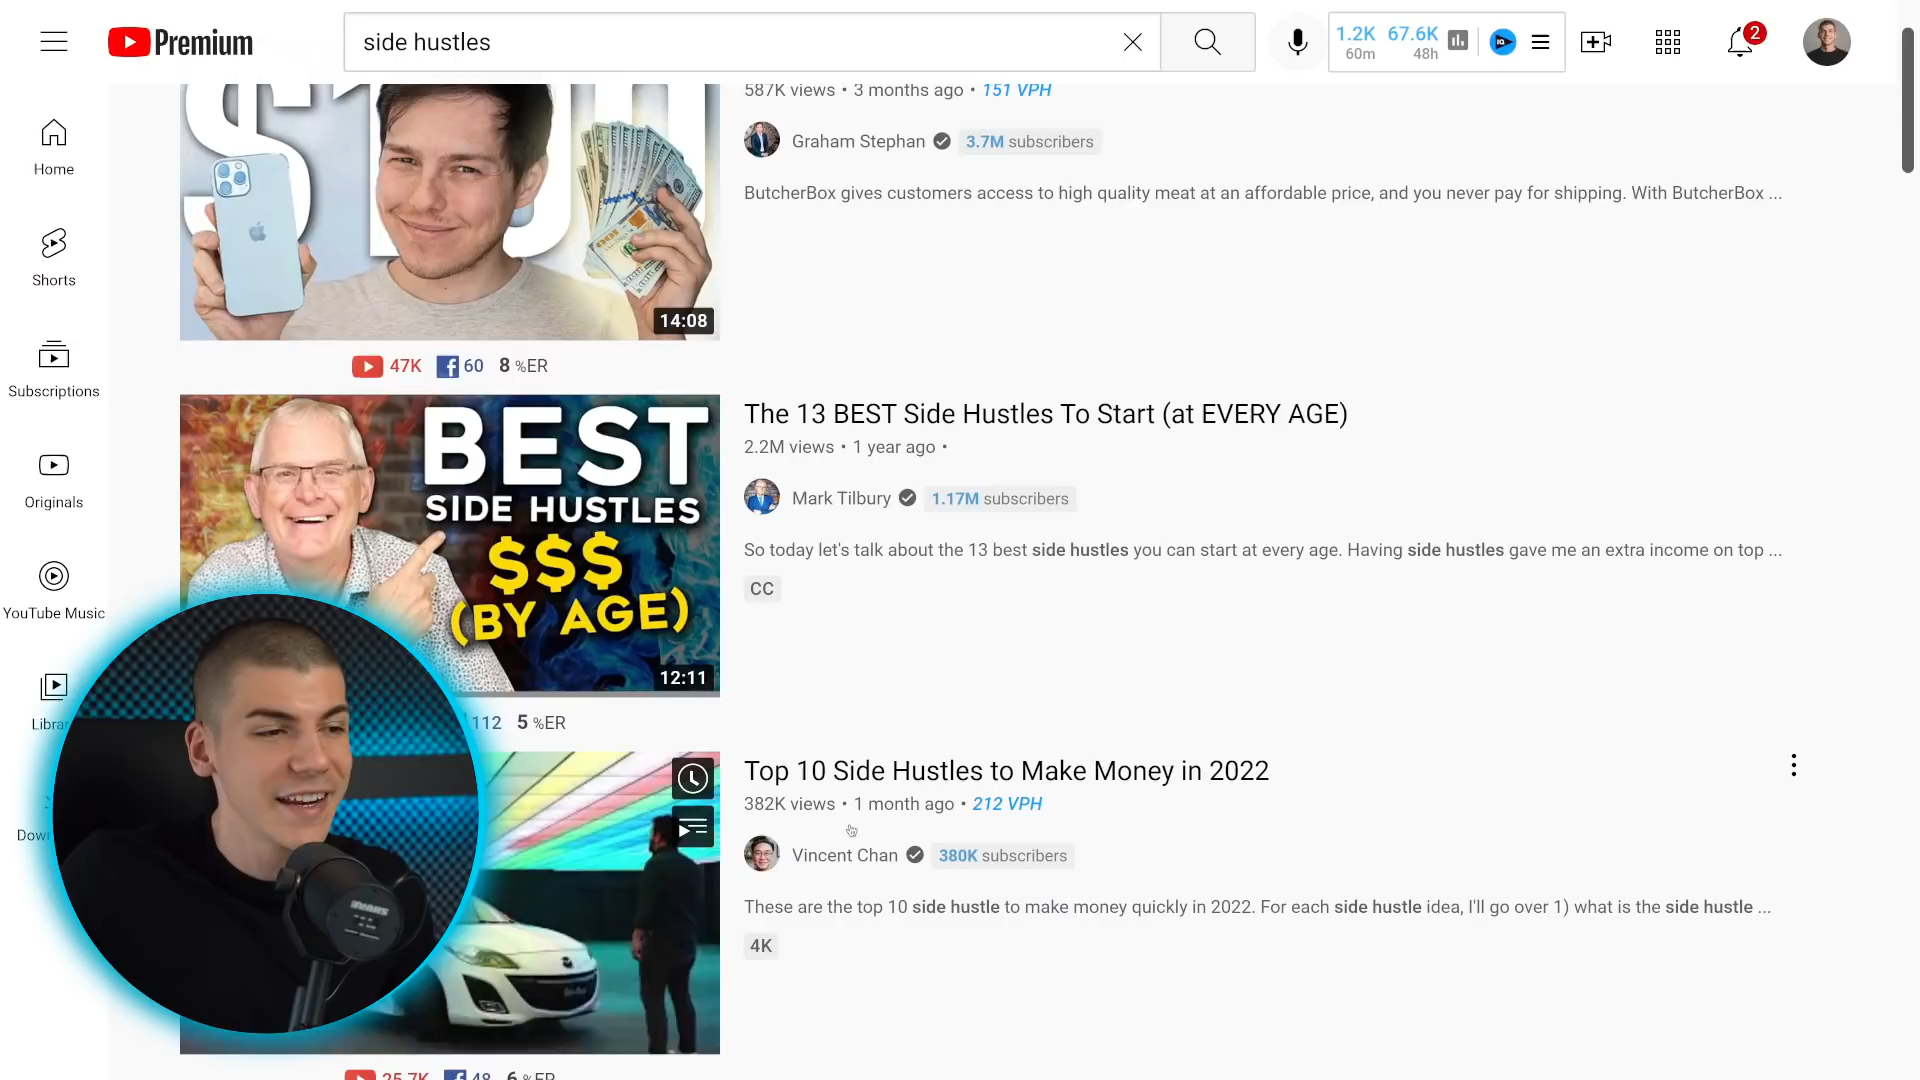 Premium
side hustles
1.2K 67.6K
60m 48h
2
Home
Shorts
Subscriptions
Originals
YouTube Music
14:08
587K views • 3 months ago • 151 VPH
Graham Stephan 3.7M subscribers
ButcherBox gives customers access to high quality meat at an affordable price, and you never pay for shipping. With ButcherBox ...
47K 60 8 %ER
BEST
SIDE HUSTLES
$$$
(BY AGE)
12:11
The 13 BEST Side Hustles To Start (at EVERY AGE)
2.2M views • 1 year ago •
Mark Tilbury 1.17M subscribers
So today let's talk about the 13 best side hustles you can start at every age. Having side hustles gave me an extra income on top ...
CC
112 5 %ER
Top 10 Side Hustles to Make Money in 2022
382K views • 1 month ago • 212 VPH
Vincent Chan 380K subscribers
These are the top 10 side hustle to make money quickly in 2022. For each side hustle idea, I'll go over 1) what is the side hustle ...
4K
25.7K 48 6 %ER